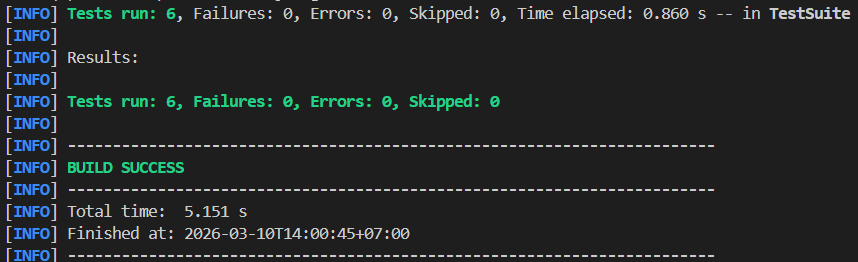 [INFO] Tests run: 6, Failures: 0, Errors: 0, Skipped: 0, Time elapsed: 0.860 s -- in TestSuite
[INFO]
[INFO] Results:
[INFO]
[INFO] Tests run: 6, Failures: 0, Errors: 0, Skipped: 0
[INFO]
[INFO] ------------------------------------------------------------------------
[INFO] BUILD SUCCESS
[INFO] ------------------------------------------------------------------------
[INFO] Total time:  5.151 s
[INFO] Finished at: 2026-03-10T14:00:45+07:00
[INFO] ------------------------------------------------------------------------